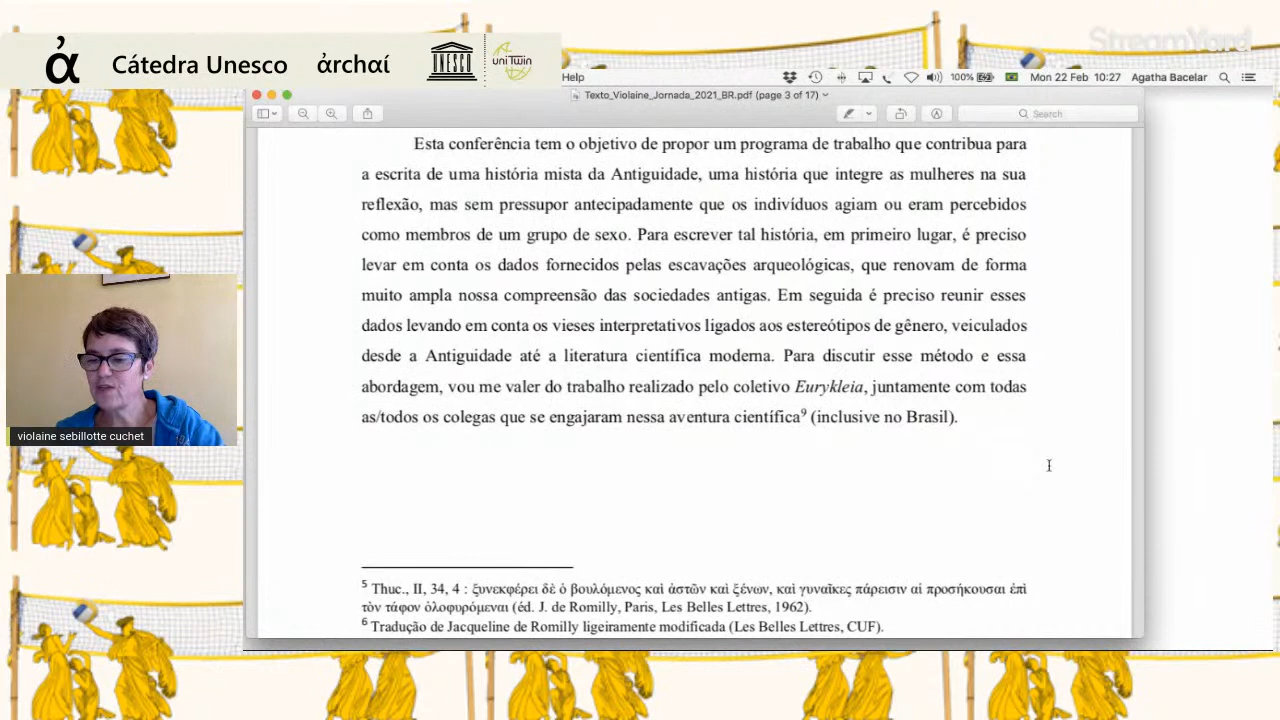 ἀ
Cátedra Unesco ἀrchaí
UNESCO
uniTwin
StreamYard
Help
100%
Mon 22 Feb 10:27 Agatha Bacelar
Texto_Violaine_Jornada_2021_BR.pdf (page 3 of 17)
Search
Esta conferência tem o objetivo de propor um programa de trabalho que contribua para
a escrita de uma história mista da Antiguidade, uma história que integre as mulheres na sua
reflexão, mas sem pressupor antecipadamente que os indivíduos agiam ou eram percebidos
como membros de um grupo de sexo. Para escrever tal história, em primeiro lugar, é preciso
levar em conta os dados fornecidos pelas escavações arqueológicas, que renovam de forma
muito ampla nossa compreensão das sociedades antigas. Em seguida é preciso reunir esses
dados levando em conta os vieses interpretativos ligados aos estereótipos de gênero, veiculados
desde a Antiguidade até a literatura científica moderna. Para discutir esse método e essa
abordagem, vou me valer do trabalho realizado pelo coletivo Eurykleia, juntamente com todas
as/todos os colegas que se engajaram nessa aventura científica⁹ (inclusive no Brasil).
violaine sebillotte cuchet
⁵ Thuc., II, 34, 4 : ξυνεκφέρει δὲ ὁ βουλόμενος καὶ ἀστῶν καὶ ξένων, καὶ γυναῖκες πάρεισιν αἱ προσήκουσαι ἐπὶ
τὸν τάφον ὀλοφυρόμεναι (éd. J. de Romilly, Paris, Les Belles Lettres, 1962).
⁶ Tradução de Jacqueline de Romilly ligeiramente modificada (Les Belles Lettres, CUF).